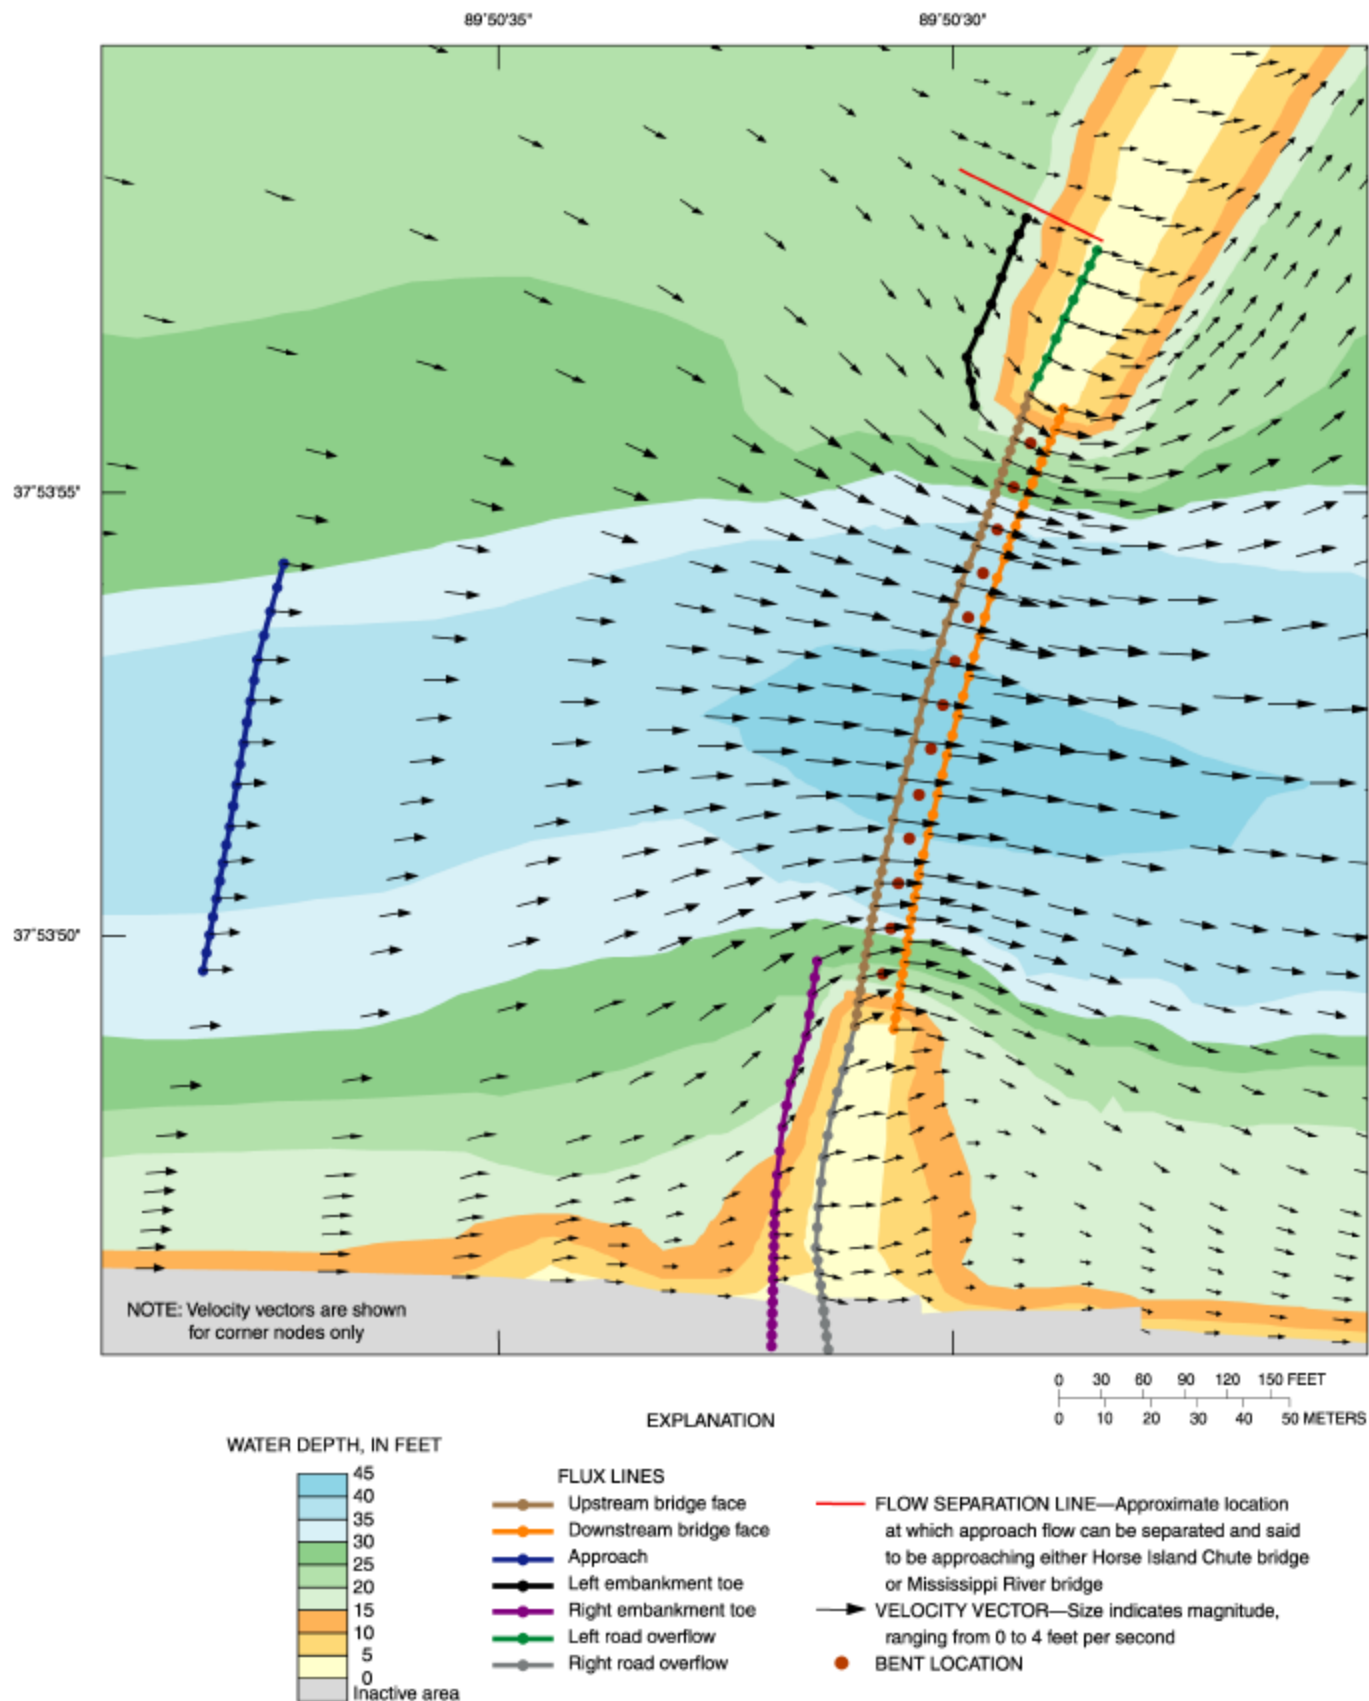 89°50'35" 89°50'30"
37°53'55"
37°53'50"
NOTE: Velocity vectors are shown
for corner nodes only
0 30 60 90 120 150 FEET
0 10 20 30 40 50 METERS
EXPLANATION
WATER DEPTH, IN FEET
45
40
35
30
25
20
15
10
5
0
Inactive area
FLUX LINES
Upstream bridge face
Downstream bridge face
Approach
Left embankment toe
Right embankment toe
Left road overflow
Right road overflow
FLOW SEPARATION LINE—Approximate location
at which approach flow can be separated and said
to be approaching either Horse Island Chute bridge
or Mississippi River bridge
VELOCITY VECTOR—Size indicates magnitude,
ranging from 0 to 4 feet per second
BENT LOCATION